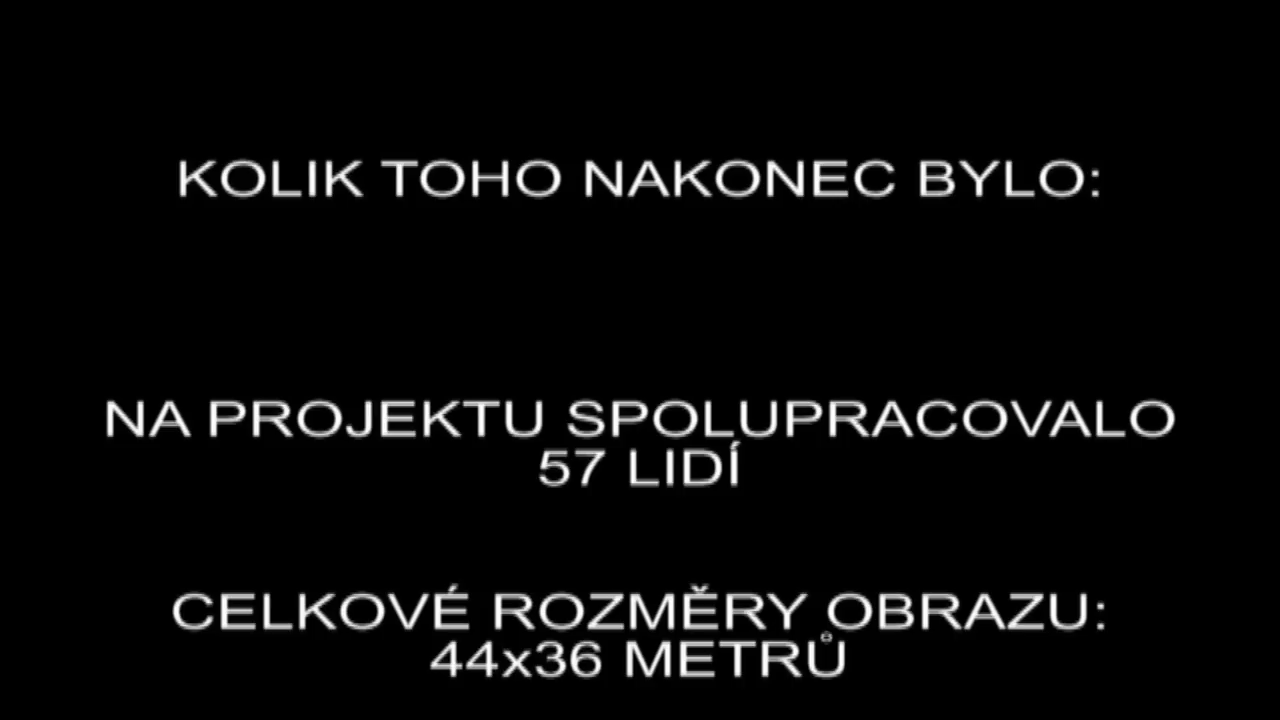 KOLIK TOHO NAKONEC BYLO:
NA PROJEKTU SPOLUPRACOVALO
57 LIDÍ
CELKOVÉ ROZMĚRY OBRAZU:
44x36 METRŮ